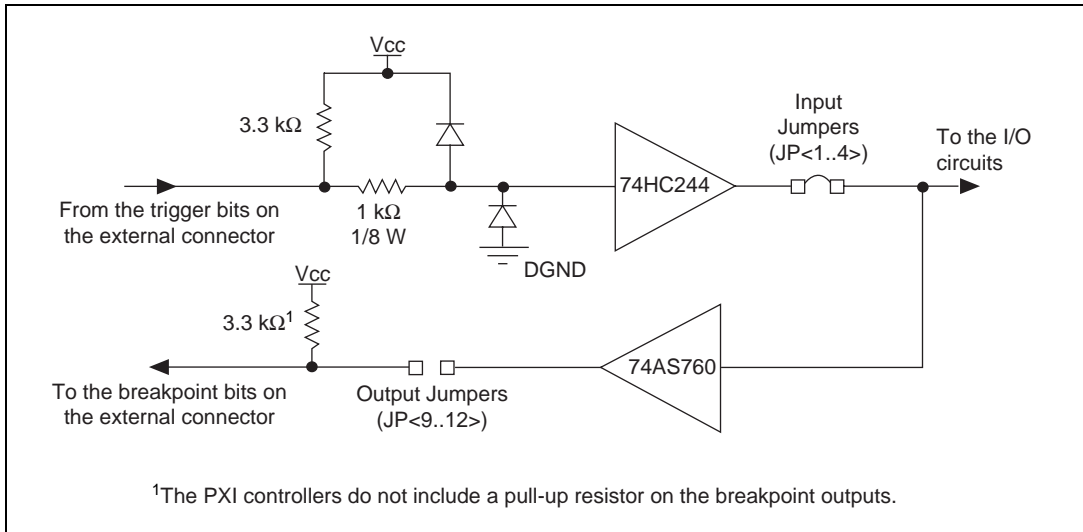 Vcc
3.3 kΩ
Input
Jumpers
(JP<1..4>)
To the I/O
circuits
74HC244
From the trigger bits on
the external connector
1 kΩ
1/8 W
DGND
Vcc
3.3 kΩ¹
74AS760
To the breakpoint bits on
the external connector
Output Jumpers
(JP<9..12>)
¹The PXI controllers do not include a pull-up resistor on the breakpoint outputs.